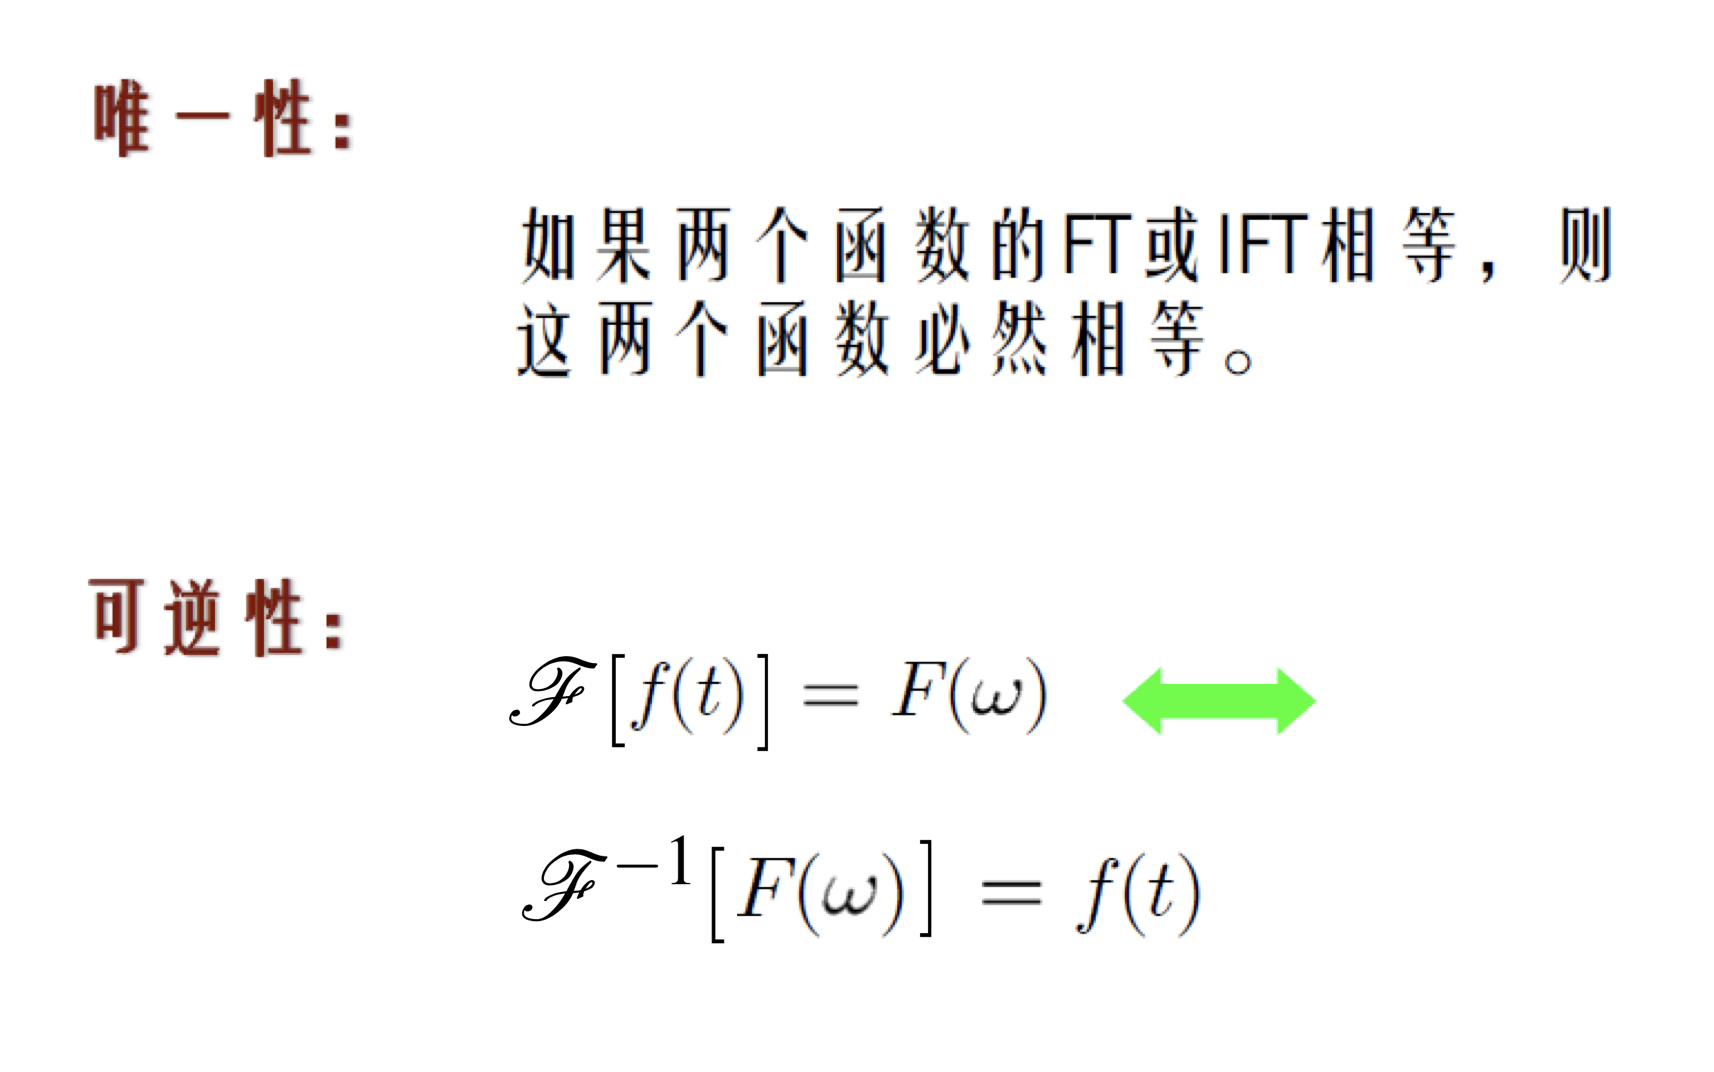 唯一性：
如果两个函数的FT或IFT相等，则
这两个函数必然相等。
可逆性：
ℱ[f(t)] = F(ω)
ℱ⁻¹[F(ω)] = f(t)